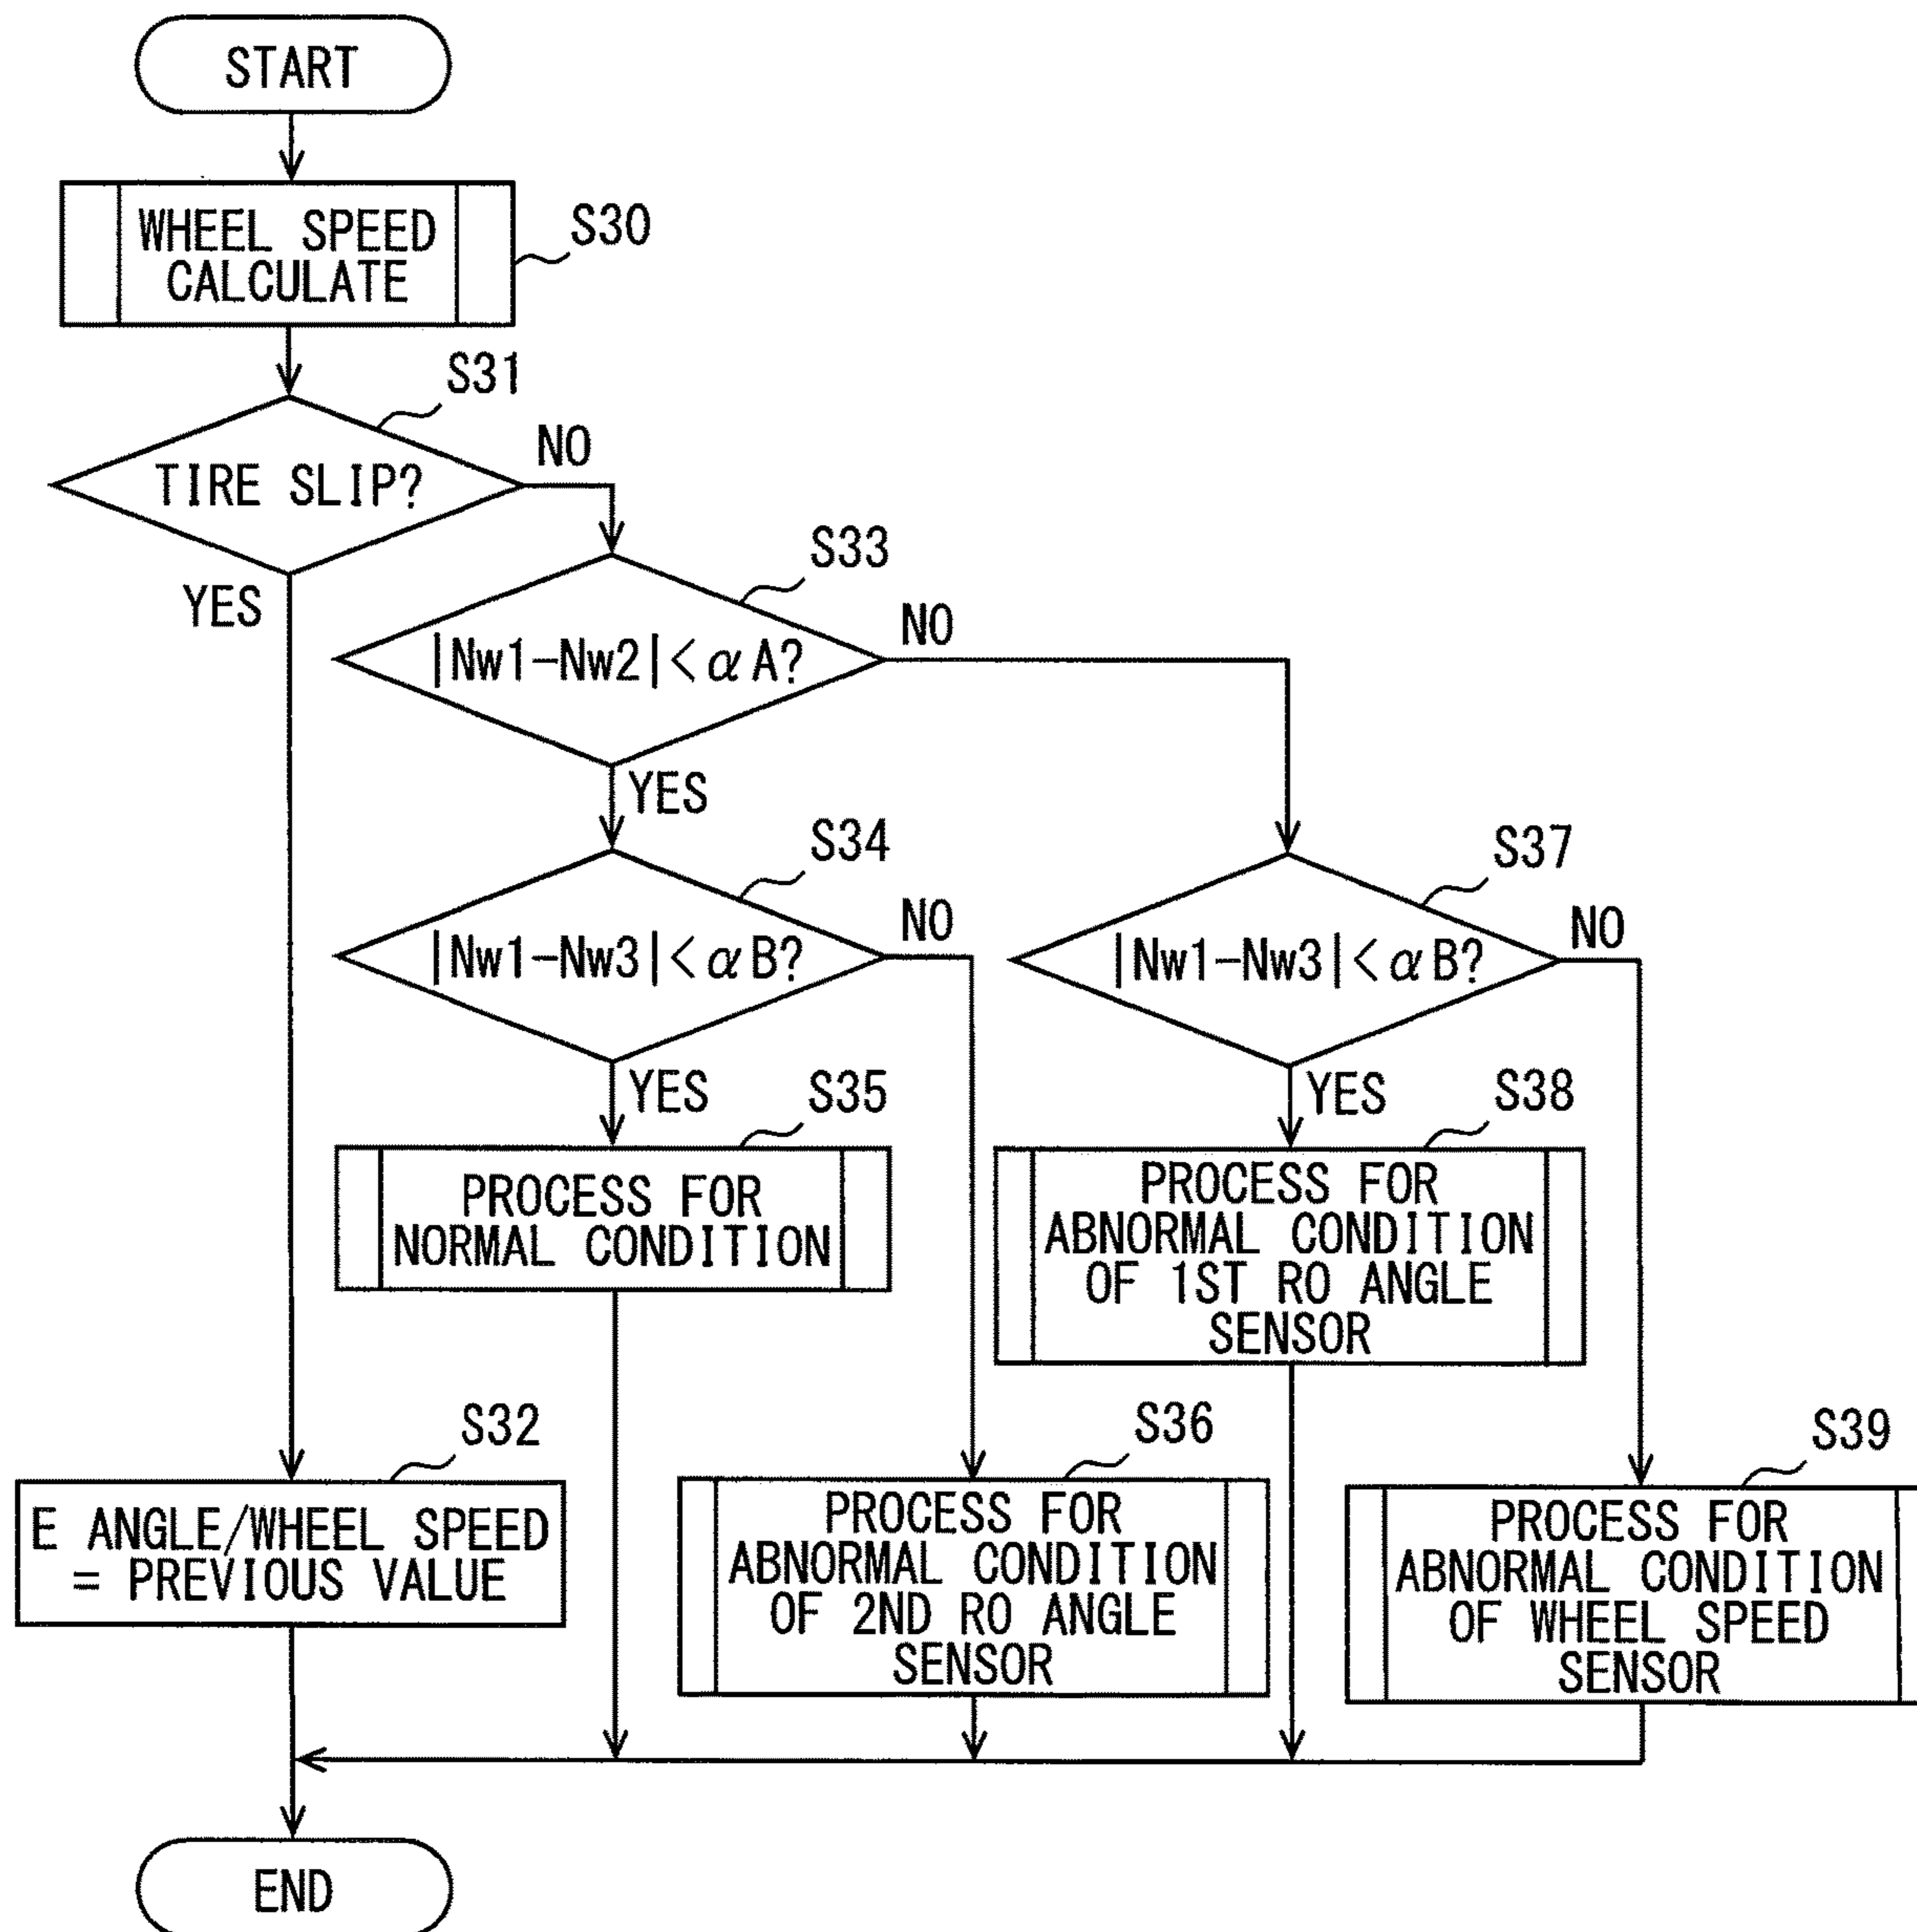 START
WHEEL SPEED
CALCULATE
S30
S31
TIRE SLIP?
NO
YES
S33
|Nw1-Nw2|<αA?
NO
YES
S34
|Nw1-Nw3|<αB?
NO
YES
S37
|Nw1-Nw3|<αB?
NO
YES
S35
PROCESS FOR
NORMAL CONDITION
S38
PROCESS FOR
ABNORMAL CONDITION
OF 1ST RO ANGLE
SENSOR
S32
E ANGLE/WHEEL SPEED
= PREVIOUS VALUE
S36
PROCESS FOR
ABNORMAL CONDITION
OF 2ND RO ANGLE
SENSOR
S39
PROCESS FOR
ABNORMAL CONDITION
OF WHEEL SPEED
SENSOR
END